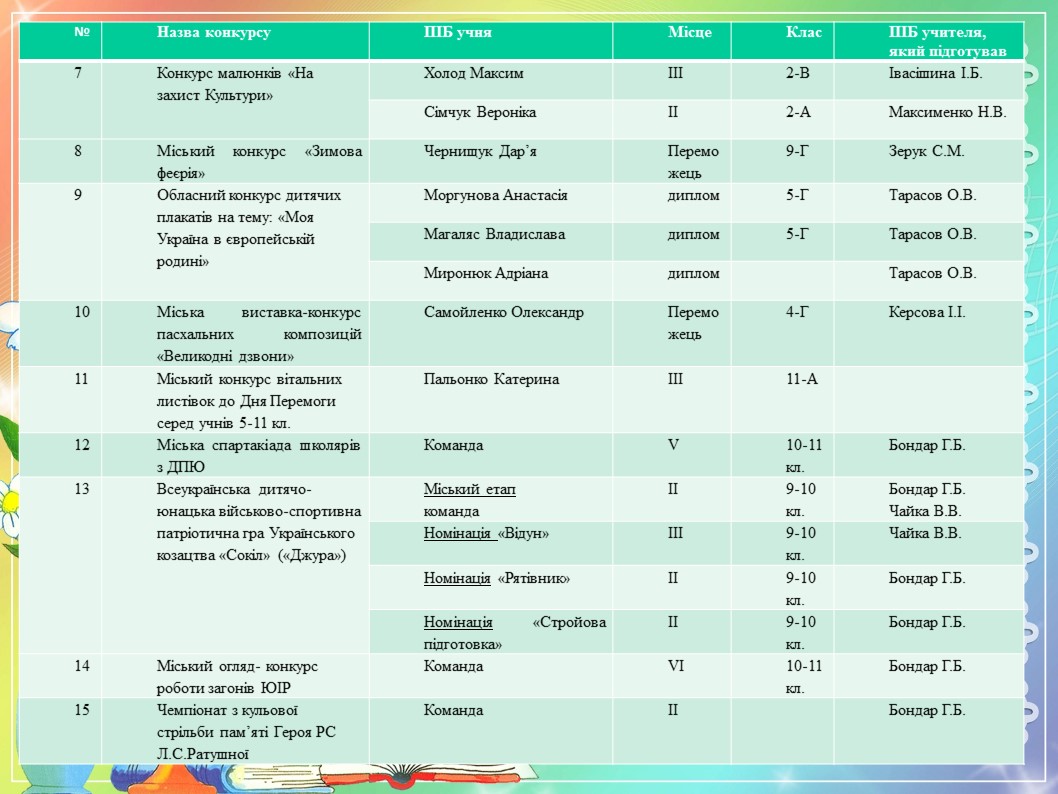 № Назва конкурсу ПІБ учня Місце Клас ПІБ учителя,
який підготував
7 Конкурс малюнків «На Холод Максим ІІІ 2-В Івасішина І.Б.
захист Культури»
Сімчук Вероніка ІІ 2-А Максименко Н.В.
8 Міський конкурс «Зимова Чернищук Дар’я Перемо 9-Г Зерук С.М.
феєрія» жець
9 Обласний конкурс дитячих Моргунова Анастасія диплом 5-Г Тарасов О.В.
плакатів на тему: «Моя
Україна в європейській Магаляс Владислава диплом 5-Г Тарасов О.В.
родині»
Миронюк Адріана диплом Тарасов О.В.
10 Міська виставка-конкурс Самойленко Олександр Перемо 4-Г Керсова І.І.
пасхальних композицій жець
«Великодні дзвони»
11 Міський конкурс вітальних Пальонко Катерина ІІІ 11-А
листівок до Дня Перемоги
серед учнів 5-11 кл.
12 Міська спартакіада школярів Команда V 10-11 Бондар Г.Б.
з ДПЮ кл.
13 Всеукраїнська дитячо- Міський етап ІІ 9-10 Бондар Г.Б.
юнацька військово-спортивна команда кл. Чайка В.В.
патріотична гра Українського Номінація «Відун» ІІІ 9-10 Чайка В.В.
козацтва «Сокіл» («Джура») кл.
Номінація «Рятівник» ІІ 9-10 Бондар Г.Б.
кл.
Номінація «Стройова ІІ 9-10 Бондар Г.Б.
підготовка» кл.
14 Міський огляд- конкурс Команда VI 10-11 Бондар Г.Б.
роботи загонів ЮІР кл.
15 Чемпіонат з кульової Команда ІІ Бондар Г.Б.
стрільби пам’яті Героя РС
Л.С.Ратушної